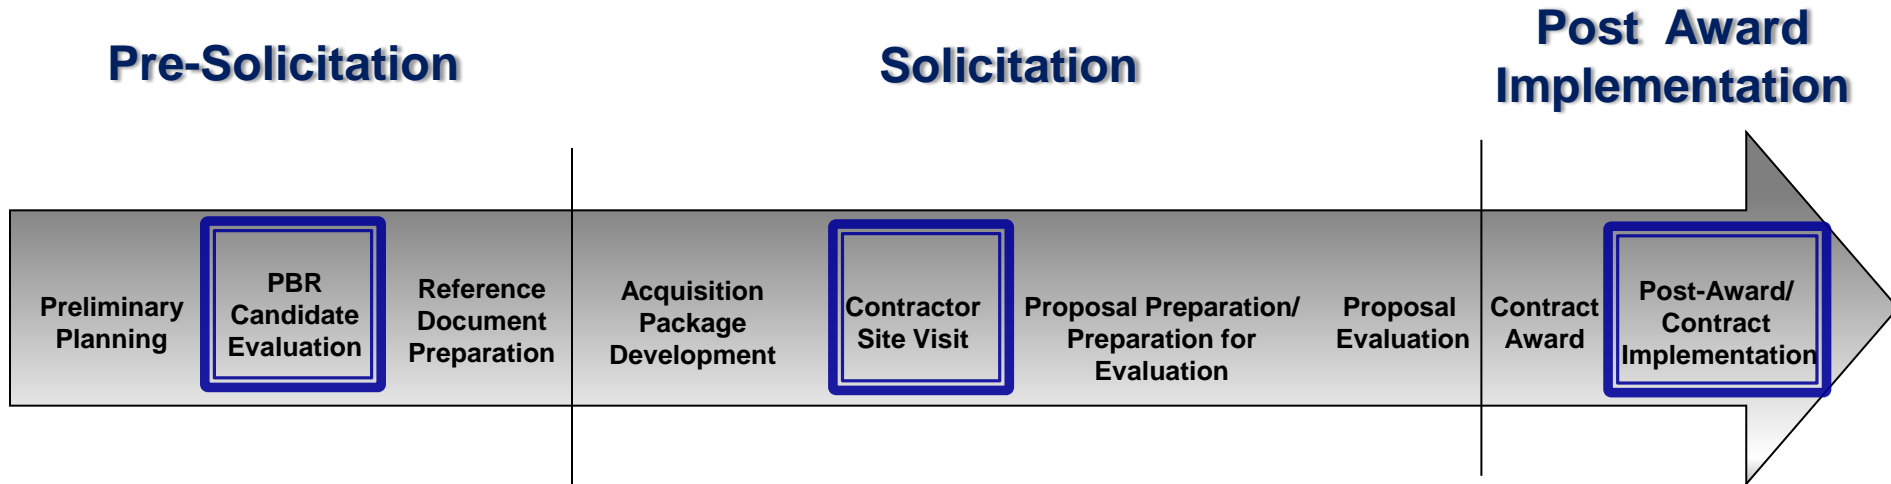 Pre-Solicitation
Solicitation
Post Award
Implementation
Preliminary
Planning
PBR
Candidate
Evaluation
Reference
Document
Preparation
Acquisition
Package
Development
Contractor
Site Visit
Proposal Preparation/
Preparation for
Evaluation
Proposal
Evaluation
Contract
Award
Post-Award/
Contract
Implementation